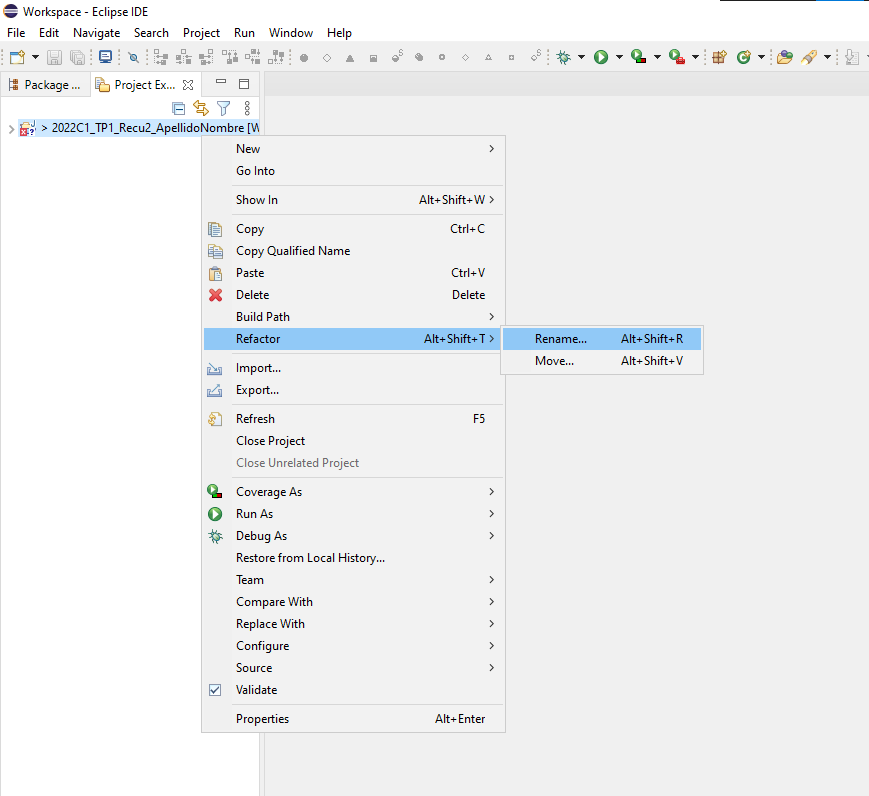 Workspace - Eclipse IDE
File Edit Navigate Search Project Run Window Help
Package ... Project Ex...
> 2022C1_TP1_Recu2_ApellidoNombre [W
New
Go Into
Show In Alt+Shift+W
Copy Ctrl+C
Copy Qualified Name
Paste Ctrl+V
Delete Delete
Build Path
Refactor Alt+Shift+T
Rename... Alt+Shift+R
Move... Alt+Shift+V
Import...
Export...
Refresh F5
Close Project
Close Unrelated Project
Coverage As
Run As
Debug As
Restore from Local History...
Team
Compare With
Replace With
Configure
Source
Validate
Properties Alt+Enter